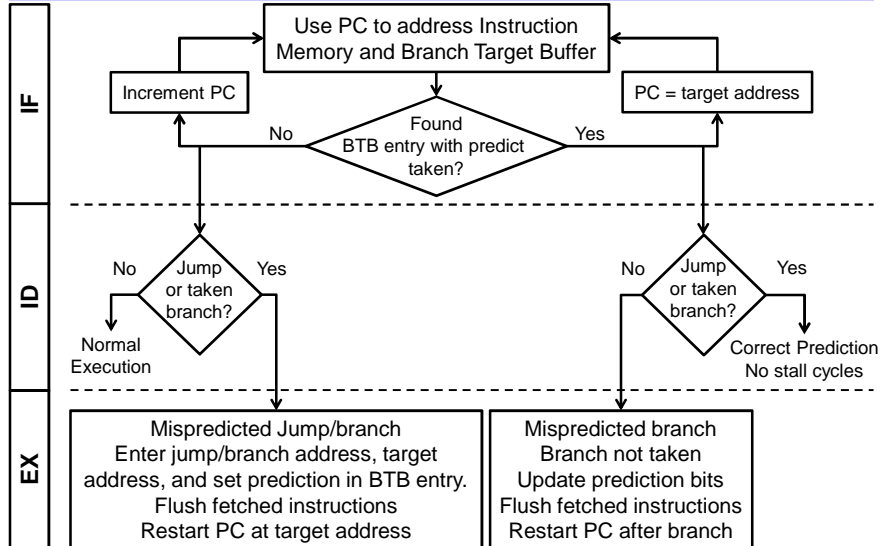 IF
Use PC to address Instruction
Memory and Branch Target Buffer
Increment PC
PC = target address
No
Found
BTB entry with predict
taken?
Yes
ID
No
Jump
or taken
branch?
Yes
Normal
Execution
No
Jump
or taken
branch?
Yes
Correct Prediction
No stall cycles
EX
Mispredicted Jump/branch
Enter jump/branch address, target
address, and set prediction in BTB entry.
Flush fetched instructions
Restart PC at target address
Mispredicted branch
Branch not taken
Update prediction bits
Flush fetched instructions
Restart PC after branch